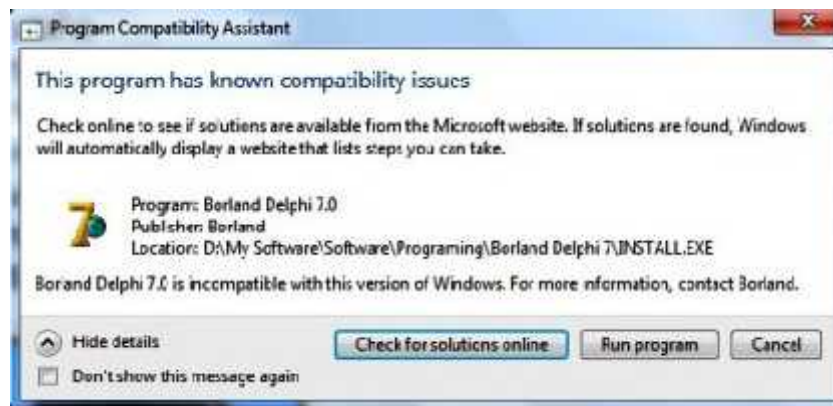 Program Compatibility Assistant
This program has known compatibility issues
Check online to see if solutions are available from the Microsoft website. If solutions are found, Windows
will automatically display a website that lists steps you can take.
7
Program: Borland Delphi 7.0
Publisher: Borland
Location: D:\My Software\Software\Programing\Borland Delphi 7\INSTALL.EXE
Borland Delphi 7.0 is incompatible with this version of Windows. For more information, contact Borland.
Hide details
Check for solutions online
Run program
Cancel
Don't show this message again